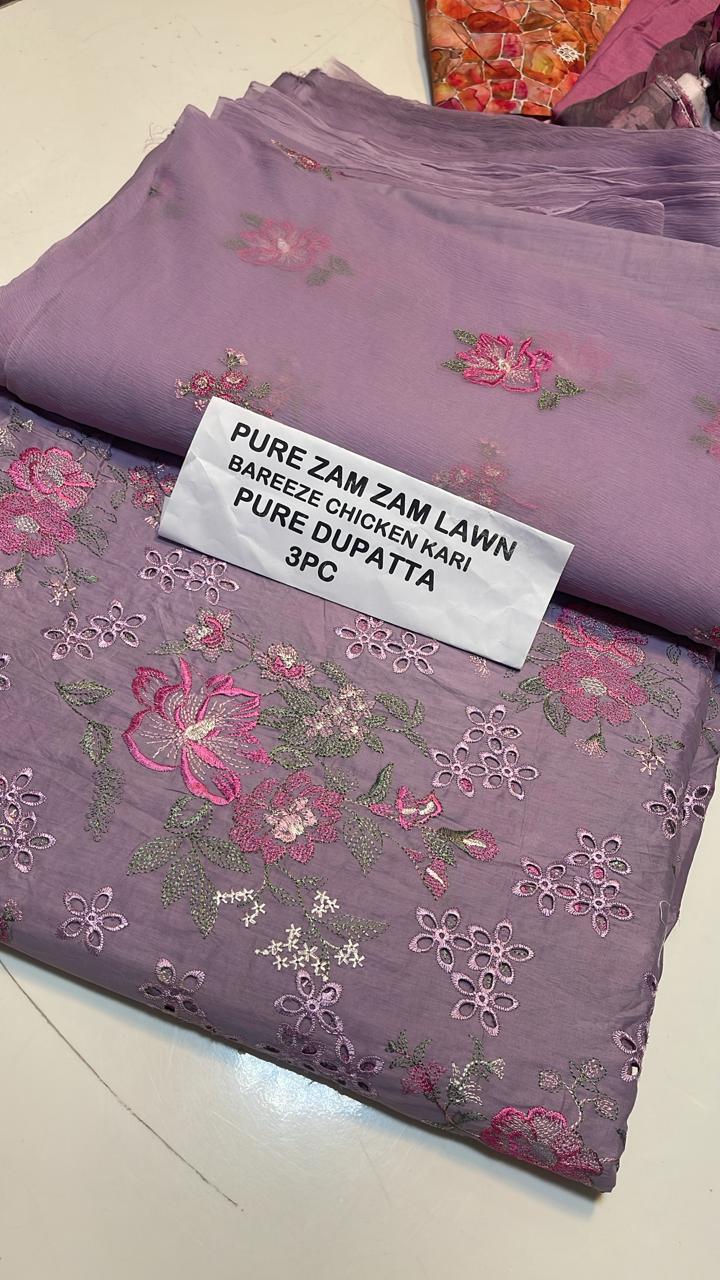 PURE ZAM ZAM LAWN
BAREEZE CHICKEN KARI
PURE DUPATTA
3PC